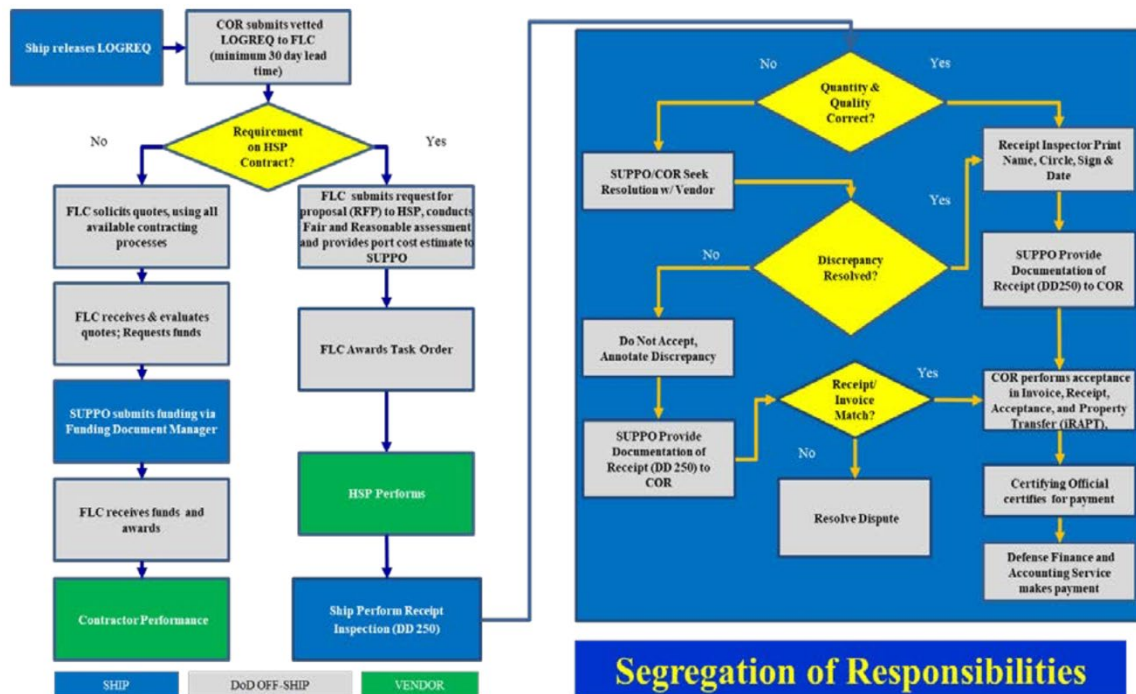 Ship releases LOGREQ
COR submits vetted
LOGREQ to FLC
(minimum 30 day lead
time)
No
Requirement
on HSP
Contract?
Yes
FLC solicits quotes, using all
available contracting
processes
FLC submits request for
proposal (RFP) to HSP, conducts
Fair and Reasonable assessment
and provides port cost estimate to
SUPPO
FLC receives & evaluates
quotes; Requests funds
FLC Awards Task Order
SUPPO submits funding via
Funding Document Manager
HSP Performs
FLC receives funds and
awards
Contractor Performance
Ship Perform Receipt
Inspection (DD 250)
SHIP
DoD OFF-SHIP
VENDOR
No
Yes
Quantity &
Quality
Correct?
SUPPO/COR Seek
Resolution w/ Vendor
Receipt Inspector Print
Name, Circle, Sign &
Date
Yes
No
Discrepancy
Resolved?
SUPPO Provide
Documentation of
Receipt (DD250) to COR
Do Not Accept,
Annotate Discrepancy
Receipt/
Invoice
Match?
Yes
COR performs acceptance
in Invoice, Receipt,
Acceptance, and Property
Transfer (iRAPT),
SUPPO Provide
Documentation of
Receipt (DD 250) to
COR
No
Resolve Dispute
Certifying Official
certifies for payment
Defense Finance and
Accounting Service
makes payment
Segregation of Responsibilities